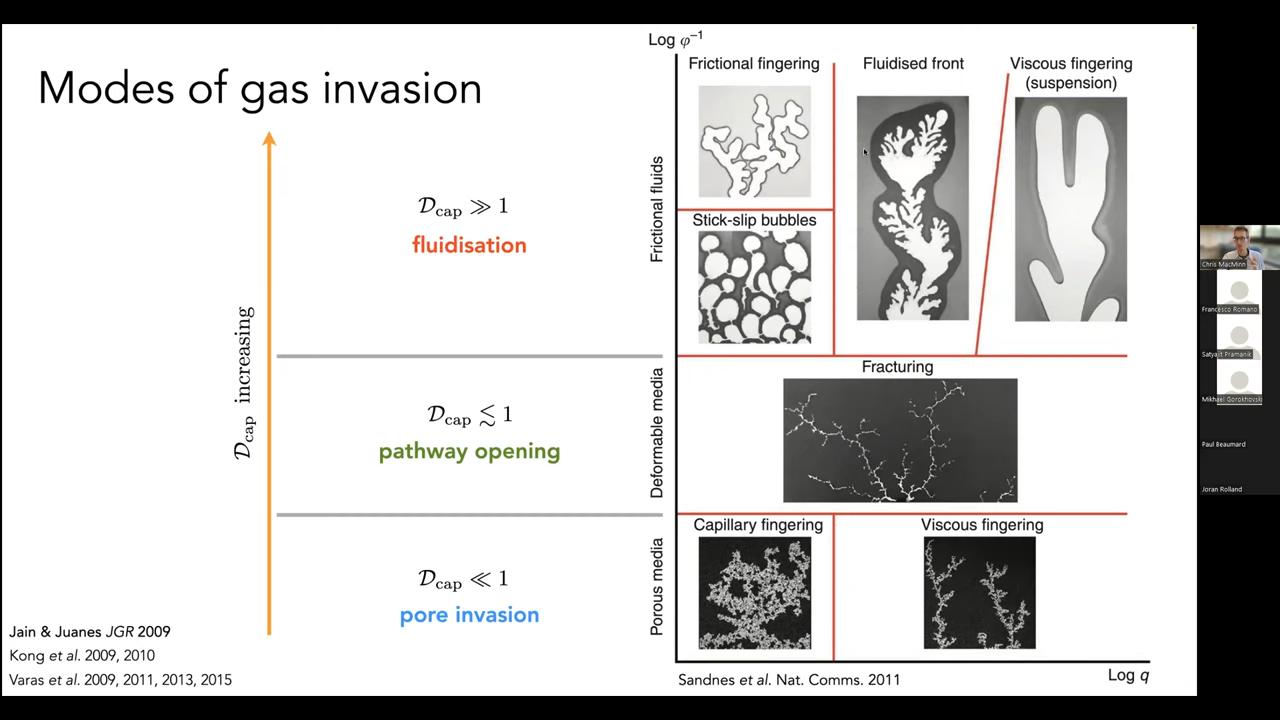 Modes of gas invasion
𝒟cap increasing
𝒟cap ≫ 1
fluidisation
𝒟cap ≲ 1
pathway opening
𝒟cap ≪ 1
pore invasion
Jain & Juanes JGR 2009
Kong et al. 2009, 2010
Varas et al. 2009, 2011, 2013, 2015
Log φ⁻¹
Frictional fluids
Deformable media
Porous media
Frictional fingering
Fluidised front
Viscous fingering
(suspension)
Stick-slip bubbles
Fracturing
Capillary fingering
Viscous fingering
Log q
Sandnes et al. Nat. Comms. 2011
Chris MacMinn
Francesco Romano
Satyajit Pramanik
Mikhael Gorokhovski
Paul Beaumard
Joran Rolland